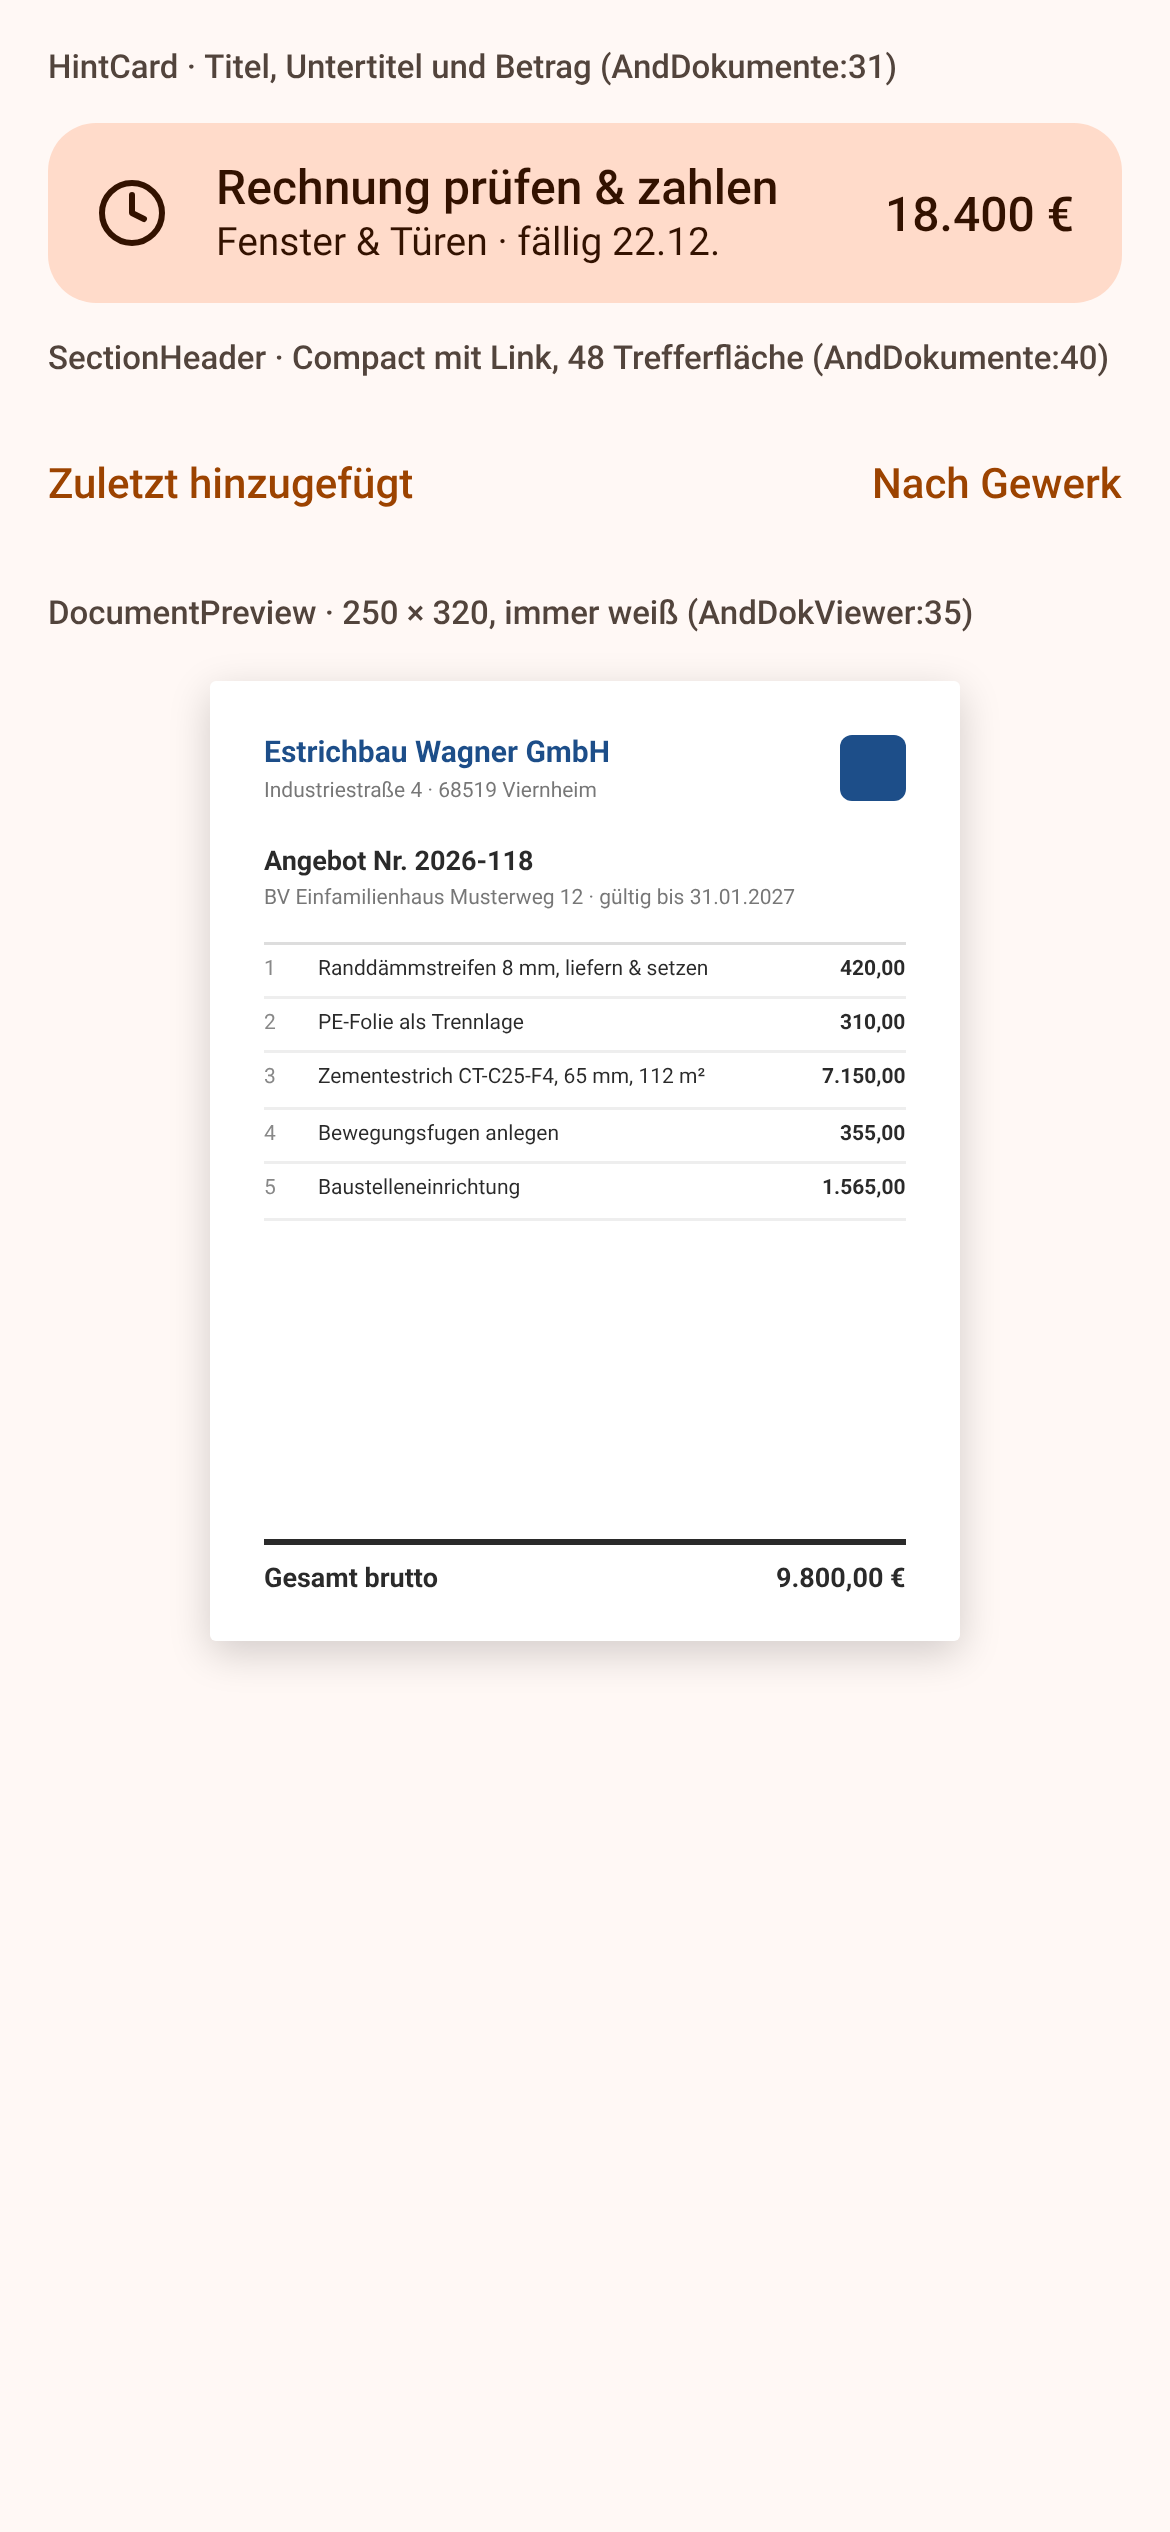 HintCard · Titel, Untertitel und Betrag (AndDokumente:31)
Rechnung prüfen & zahlen
Fenster & Türen · fällig 22.12.
18.400 €
SectionHeader · Compact mit Link, 48 Trefferfläche (AndDokumente:40)
Zuletzt hinzugefügt
Nach Gewerk
DocumentPreview · 250 × 320, immer weiß (AndDokViewer:35)
Estrichbau Wagner GmbH
Industriestraße 4 · 68519 Viernheim
Angebot Nr. 2026-118
BV Einfamilienhaus Musterweg 12 · gültig bis 31.01.2027
1 Randdämmstreifen 8 mm, liefern & setzen 420,00
2 PE-Folie als Trennlage 310,00
3 Zementestrich CT-C25-F4, 65 mm, 112 m² 7.150,00
4 Bewegungsfugen anlegen 355,00
5 Baustelleneinrichtung 1.565,00
Gesamt brutto 9.800,00 €